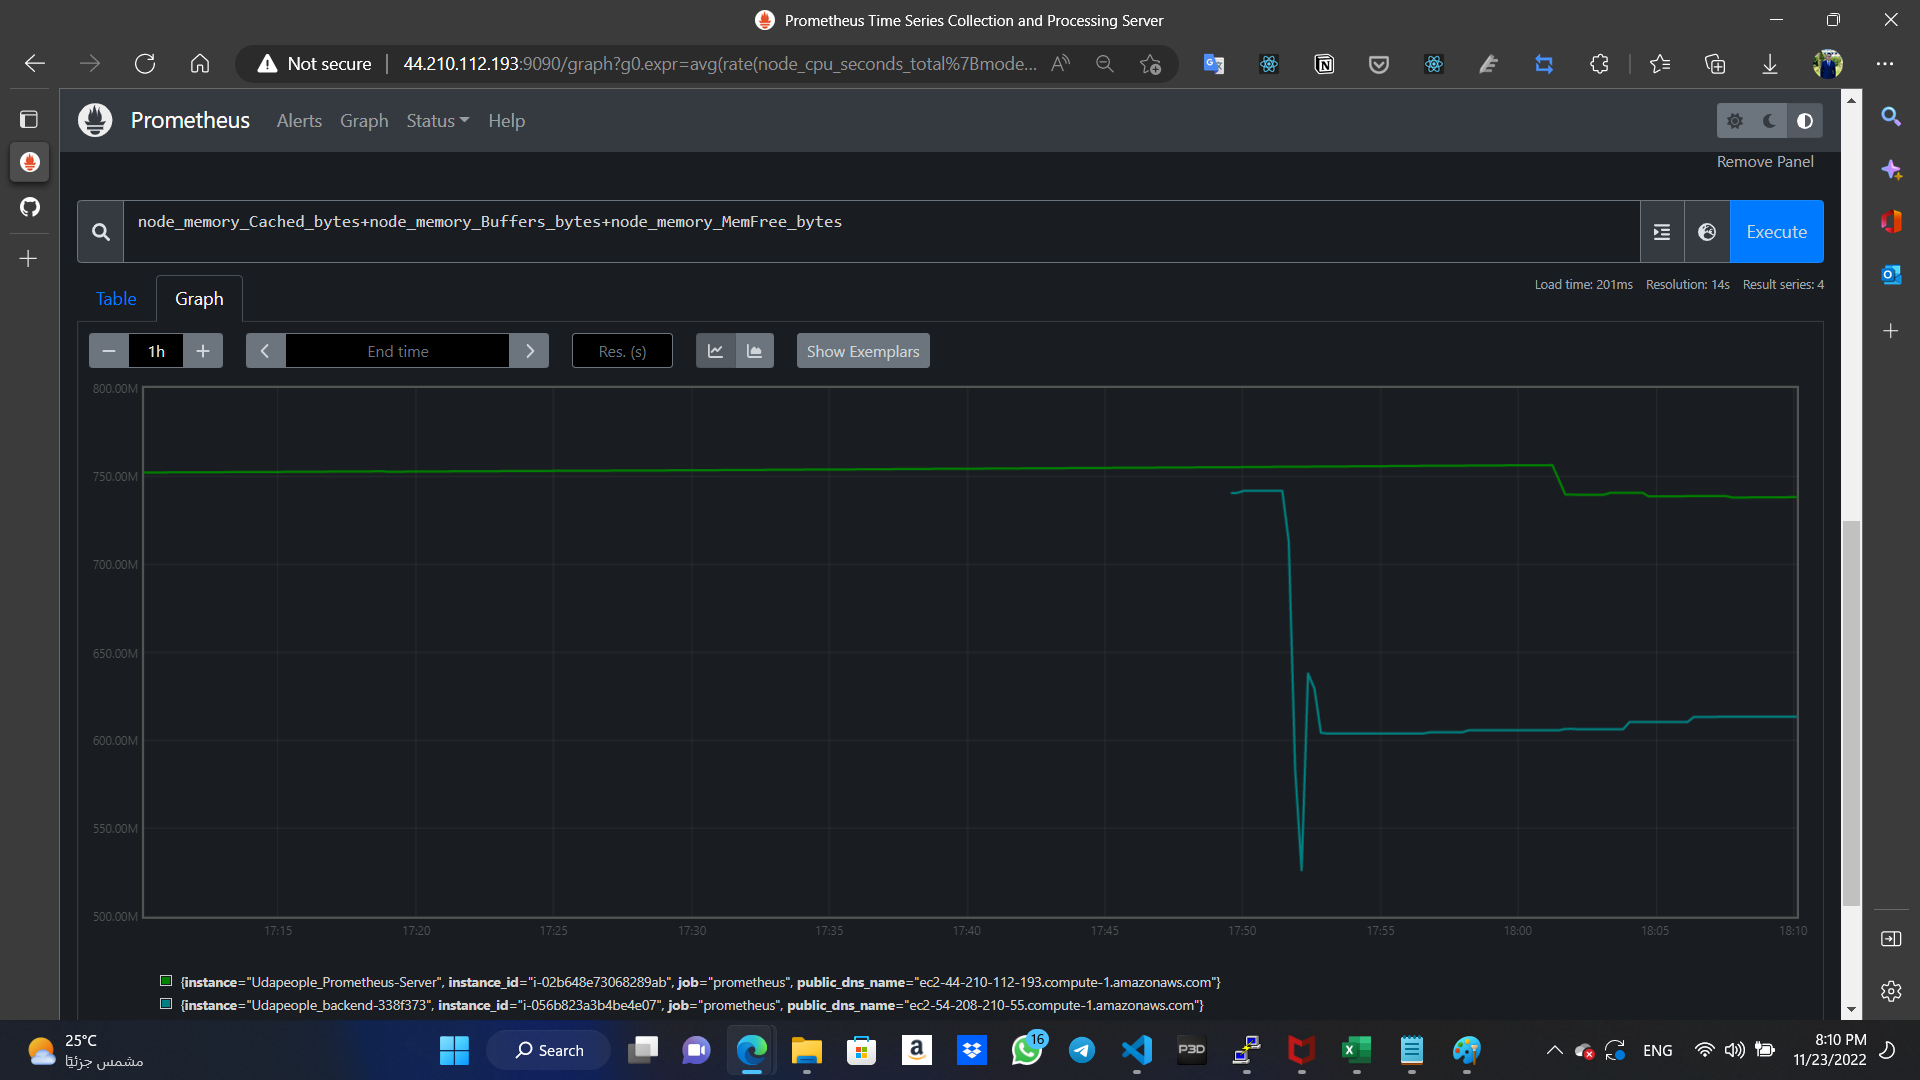 Prometheus Time Series Collection and Processing Server
Not secure | 44.210.112.193:9090/graph?g0.expr=avg(rate(node_cpu_seconds_total%7Bmode...
Prometheus Alerts Graph Status Help
Remove Panel
node_memory_Cached_bytes+node_memory_Buffers_bytes+node_memory_MemFree_bytes
Execute
Load time: 201ms Resolution: 14s Result series: 4
Table Graph
1h End time Res. (s) Show Exemplars
800.00M
750.00M
700.00M
650.00M
600.00M
550.00M
500.00M
17:15 17:20 17:25 17:30 17:35 17:40 17:45 17:50 17:55 18:00 18:05 18:10
{instance="Udapeople_Prometheus-Server", instance_id="i-02b648e73068289ab", job="prometheus", public_dns_name="ec2-44-210-112-193.compute-1.amazonaws.com"}
{instance="Udapeople_backend-338f373", instance_id="i-056b823a3b4be4e07", job="prometheus", public_dns_name="ec2-54-208-210-55.compute-1.amazonaws.com"}
25°C
مشمس جزئيًا
Search
16
P3D
ENG
8:10 PM
11/23/2022